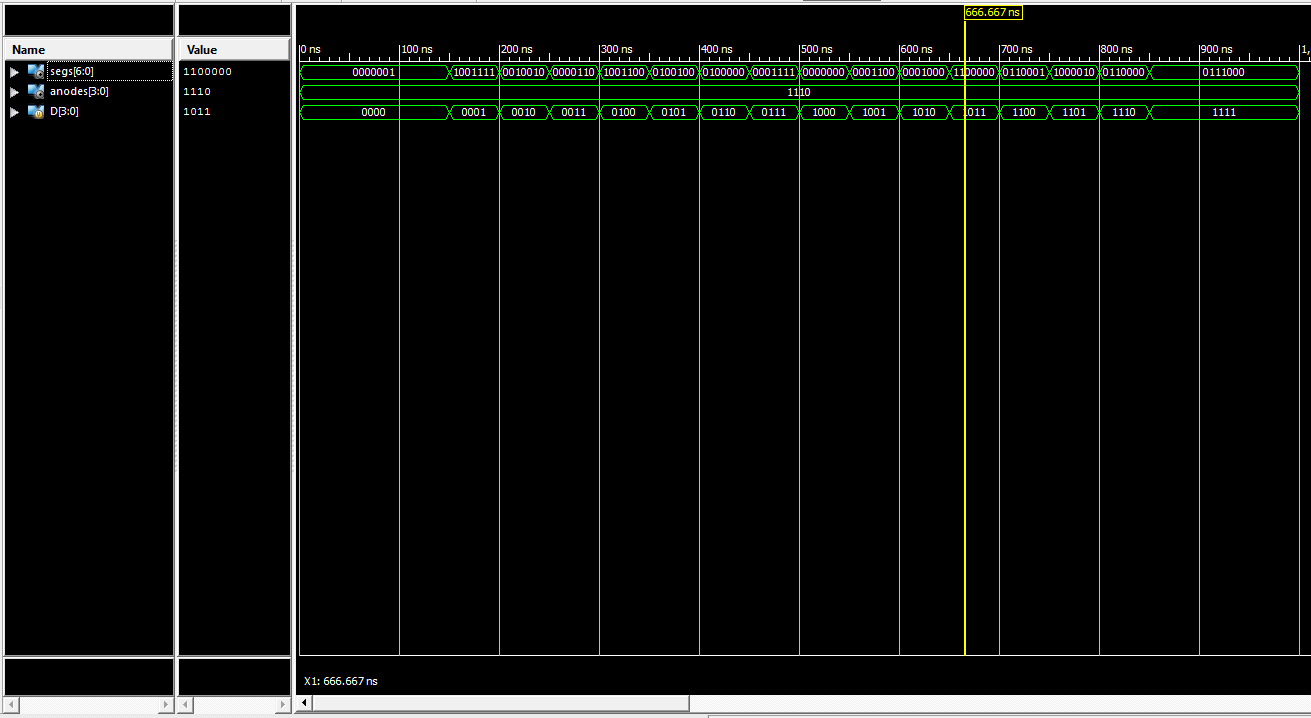 666.667 ns
Name Value 0 ns 100 ns 200 ns 300 ns 400 ns 500 ns 600 ns 700 ns 800 ns 900 ns 1,
segs[6:0] 1100000 0000001 1001111 0010010 0000110 1001100 0100100 0100000 0001111 0000000 0001100 0001000 1100000 0110001 1000010 0110000 0111000
anodes[3:0] 1110 1110
D[3:0] 1011 0000 0001 0010 0011 0100 0101 0110 0111 1000 1001 1010 1011 1100 1101 1110 1111
X1: 666.667 ns